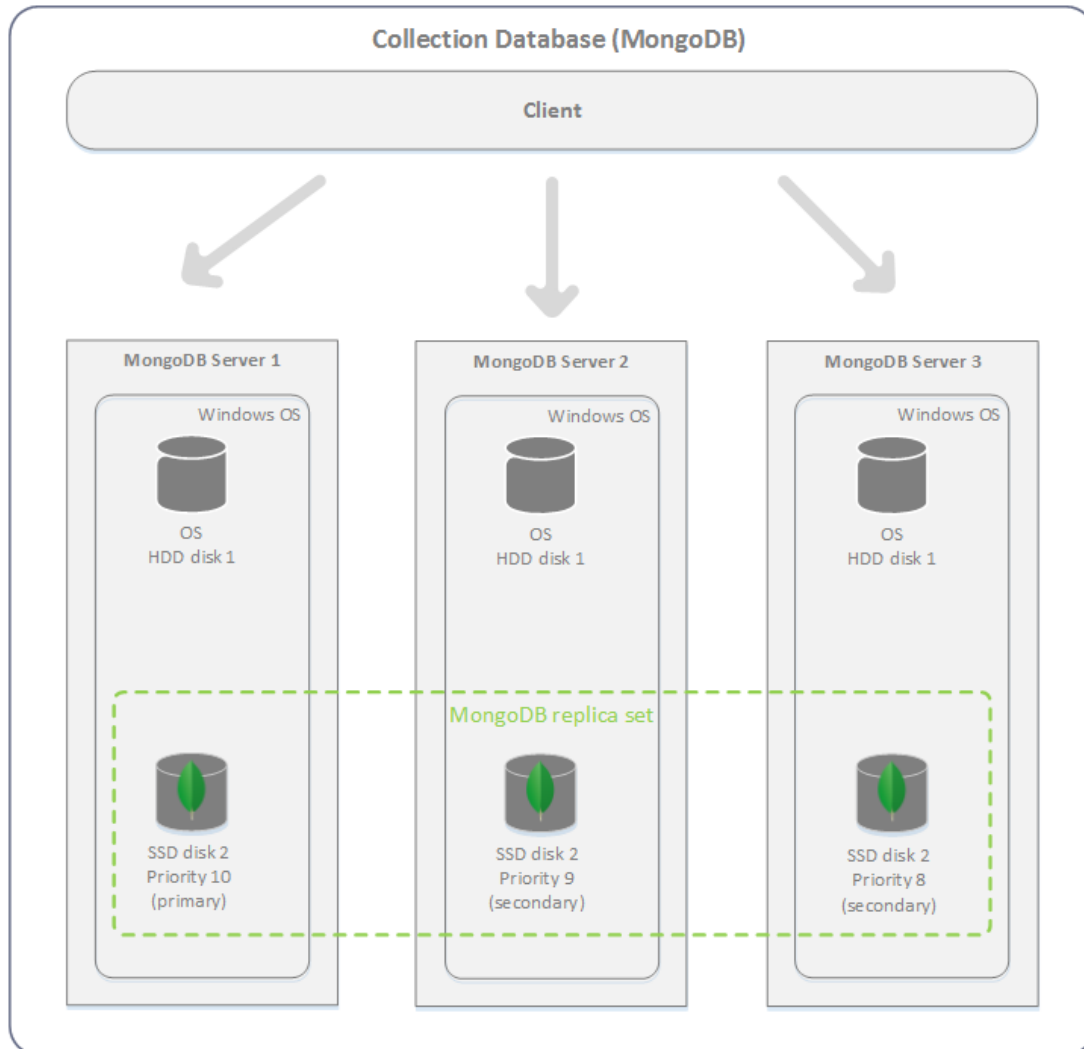 Collection Database (MongoDB)
Client
MongoDB Server 1
Windows OS
OS
HDD disk 1
SSD disk 2
Priority 10
(primary)
MongoDB Server 2
Windows OS
OS
HDD disk 1
MongoDB replica set
SSD disk 2
Priority 9
(secondary)
MongoDB Server 3
Windows OS
OS
HDD disk 1
SSD disk 2
Priority 8
(secondary)